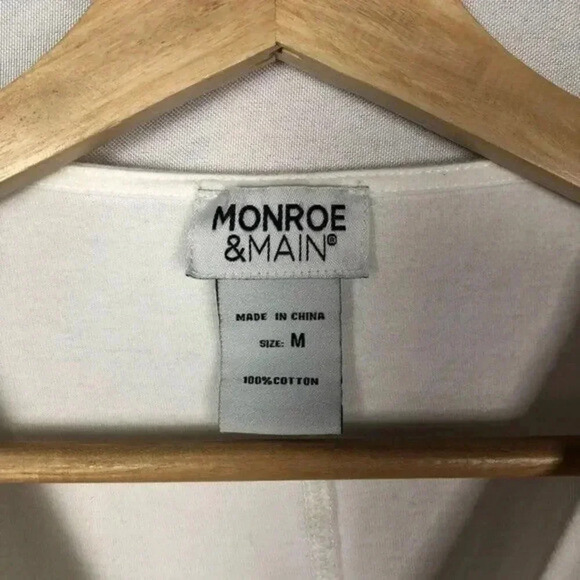 MONROE
&MAIN®
MADE IN CHINA
SIZE: M
100%COTTON